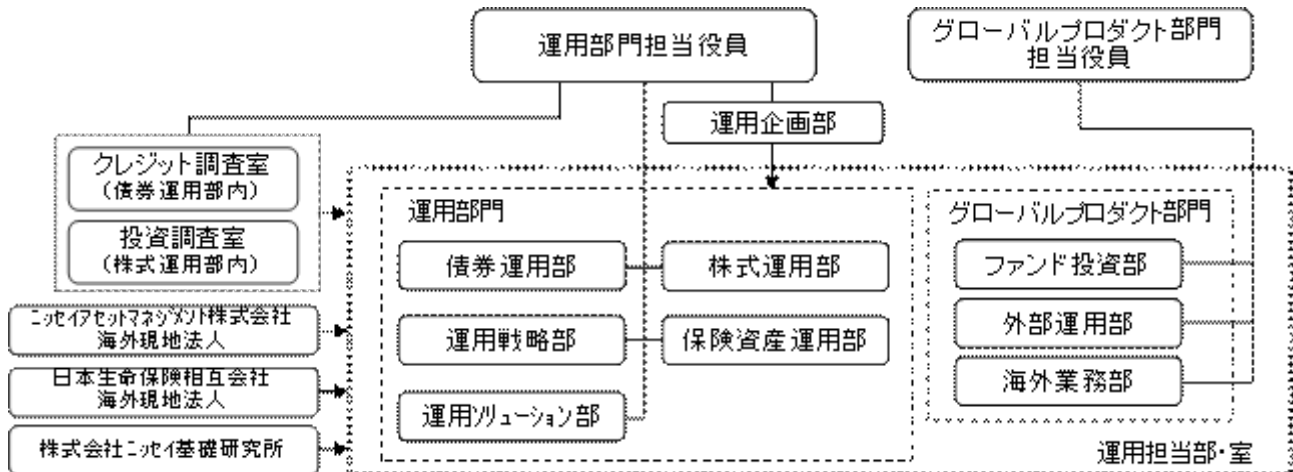 運用部門担当役員
グローバルプロダクト部門
担当役員
運用企画部
クレジット調査室
(債券運用部内)
投資調査室
(株式運用部内)
ニッセイアセットマネジメント株式会社
海外現地法人
日本生命保険相互会社
海外現地法人
株式会社ニッセイ基礎研究所
運用部門
債券運用部
株式運用部
運用戦略部
保険資産運用部
運用ソリューション部
グローバルプロダクト部門
ファンド投資部
外部運用部
海外業務部
運用担当部・室